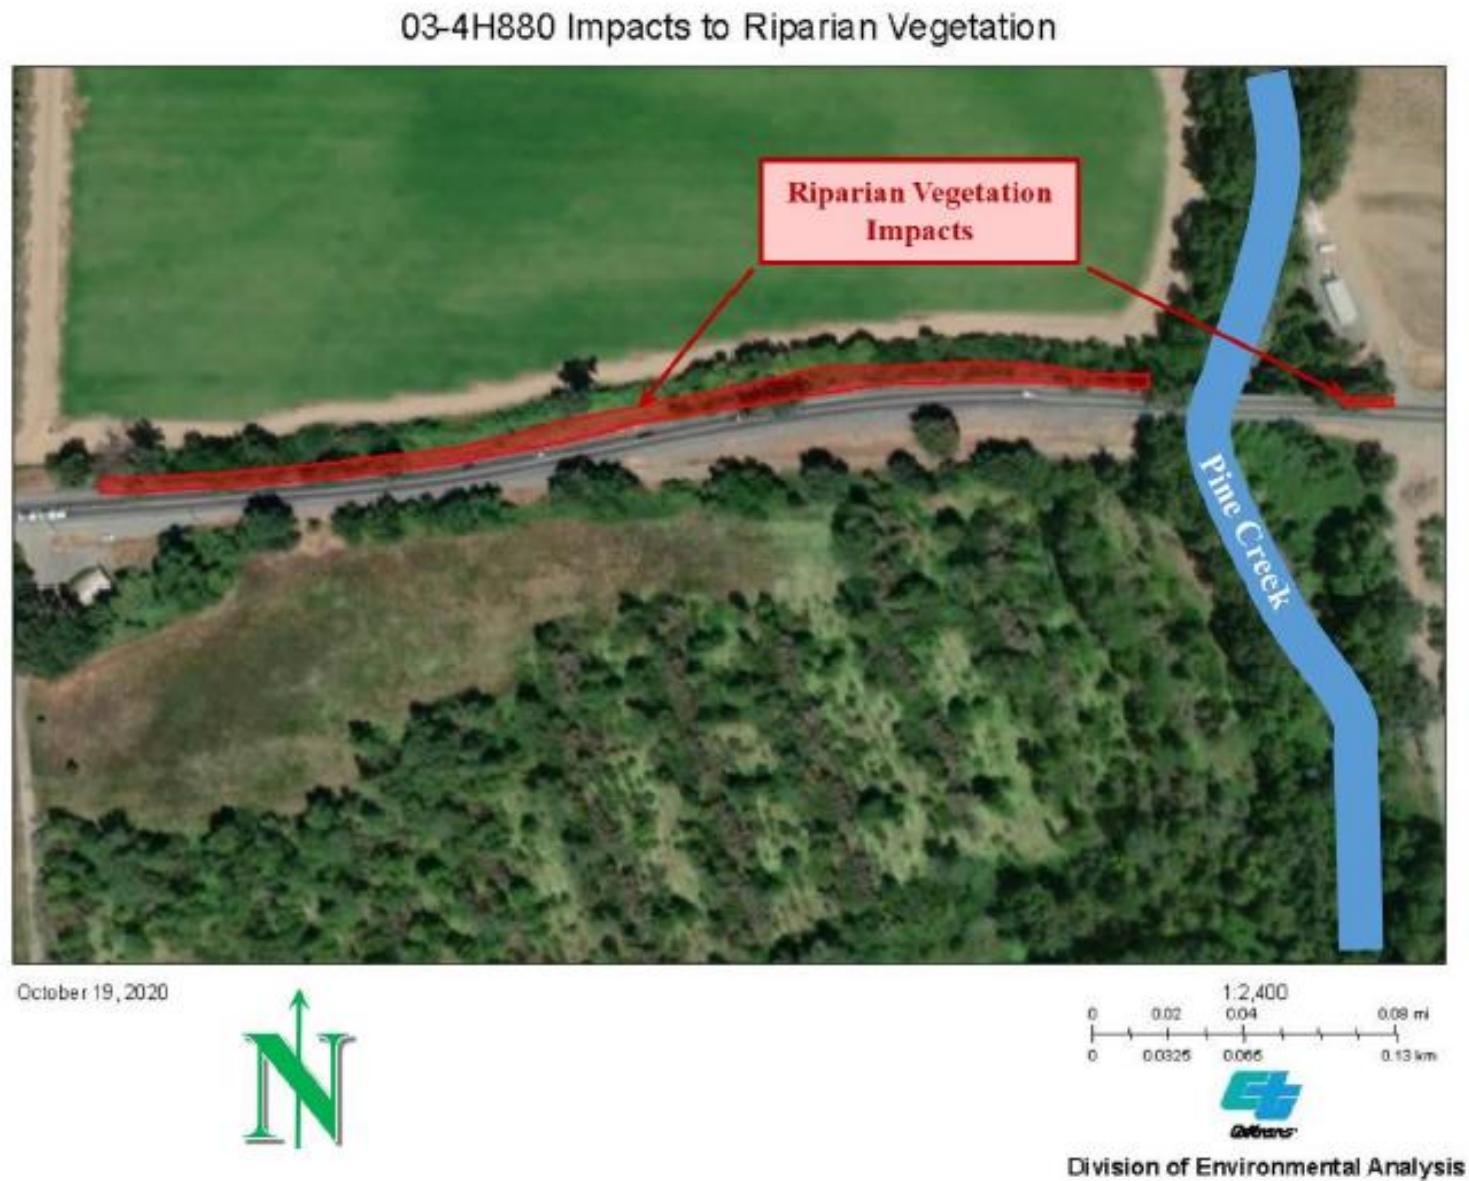 03-4H880 Impacts to Riparian Vegetation
Riparian Vegetation
Impacts
Pine Creek
October 19, 2020
N
1:2,400
0 0.02 0.04 0.08 mi
0 0.0325 0.065 0.13 km
Caltrans
Division of Environmental Analysis